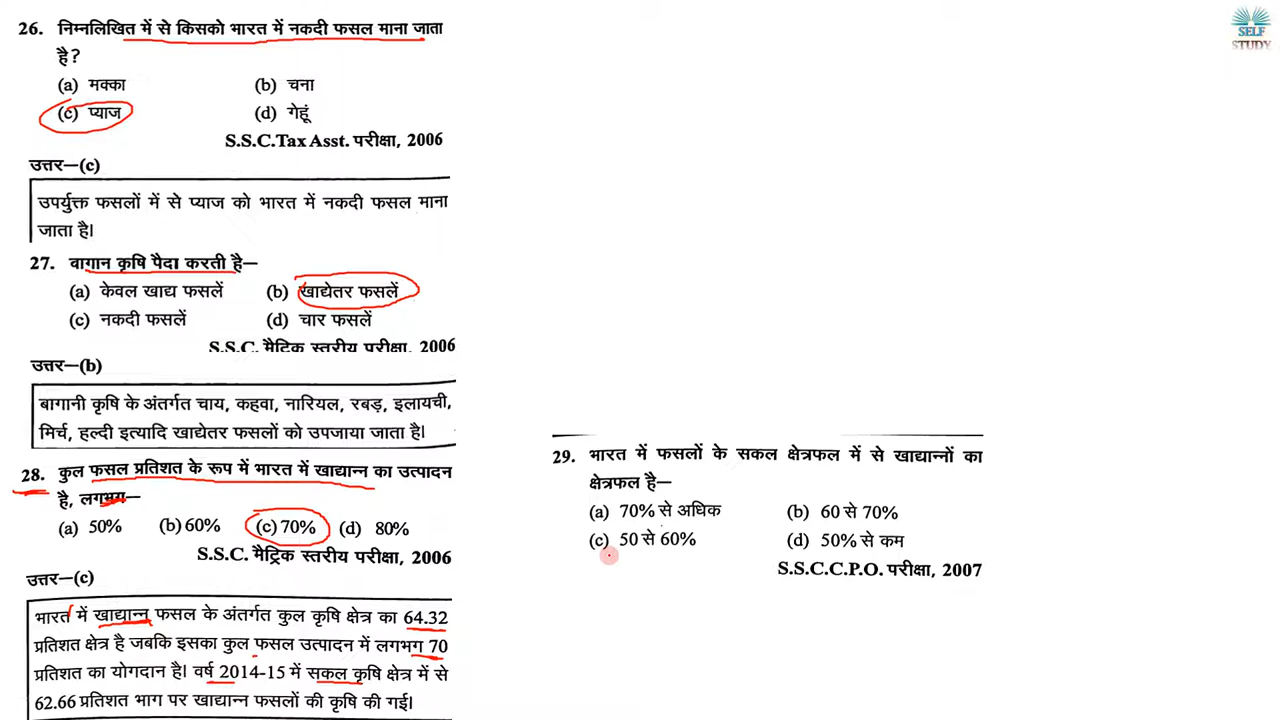 26. निम्नलिखित में से किसको भारत में नकदी फसल माना जाता
है?
(a) मक्का (b) चना
(c) प्याज (d) गेहूं
S.S.C.Tax Asst. परीक्षा, 2006
उत्तर—(c)
उपर्युक्त फसलों में से प्याज को भारत में नकदी फसल माना
जाता है।
27. बागान कृषि पैदा करती है—
(a) केवल खाद्य फसलें (b) खाद्येतर फसलें
(c) नकदी फसलें (d) चार फसलें
S.S.C. मैट्रिक स्तरीय परीक्षा, 2006
उत्तर—(b)
बागानी कृषि के अंतर्गत चाय, कहवा, नारियल, रबड़, इलायची,
मिर्च, हल्दी इत्यादि खाद्येतर फसलों को उपजाया जाता है।
28. कुल फसल प्रतिशत के रूप में भारत में खाद्यान्न का उत्पादन
है, लगभग—
(a) 50% (b) 60% (c) 70% (d) 80%
S.S.C. मैट्रिक स्तरीय परीक्षा, 2006
उत्तर—(c)
भारत में खाद्यान्न फसल के अंतर्गत कुल कृषि क्षेत्र का 64.32
प्रतिशत क्षेत्र है जबकि इसका कुल फसल उत्पादन में लगभग 70
प्रतिशत का योगदान है। वर्ष 2014-15 में सकल कृषि क्षेत्र में से
62.66 प्रतिशत भाग पर खाद्यान्न फसलों की कृषि की गई।
29. भारत में फसलों के सकल क्षेत्रफल में से खाद्यान्नों का
क्षेत्रफल है—
(a) 70% से अधिक (b) 60 से 70%
(c) 50 से 60% (d) 50% से कम
S.S.C.C.P.O. परीक्षा, 2007
SELF
STUDY